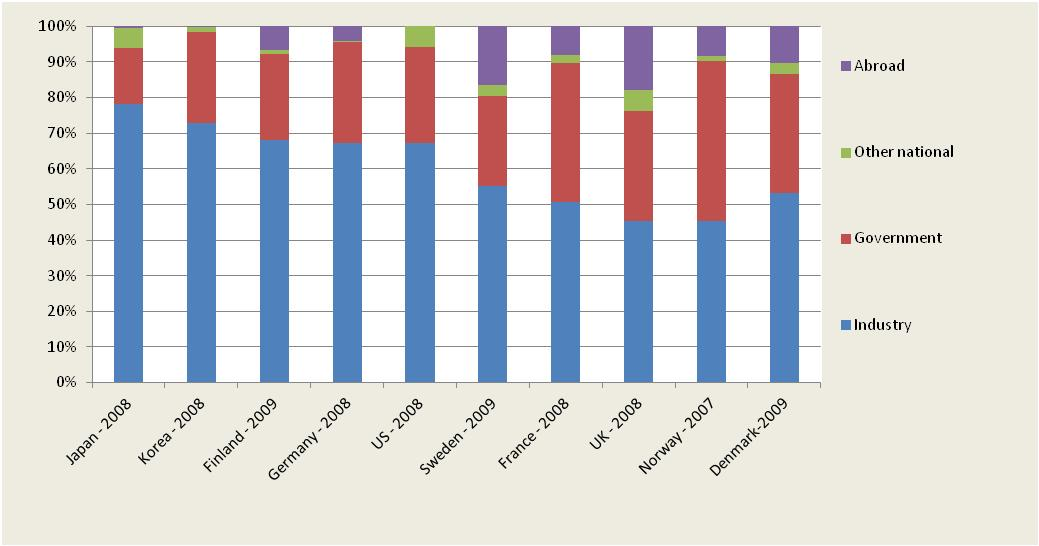 100%
90%
80%
70%
60%
50%
40%
30%
20%
10%
0%
Japan - 2008
Korea - 2008
Finland - 2009
Germany - 2008
US - 2008
Sweden - 2009
France - 2008
UK - 2008
Norway - 2007
Denmark-2009
Abroad
Other national
Government
Industry